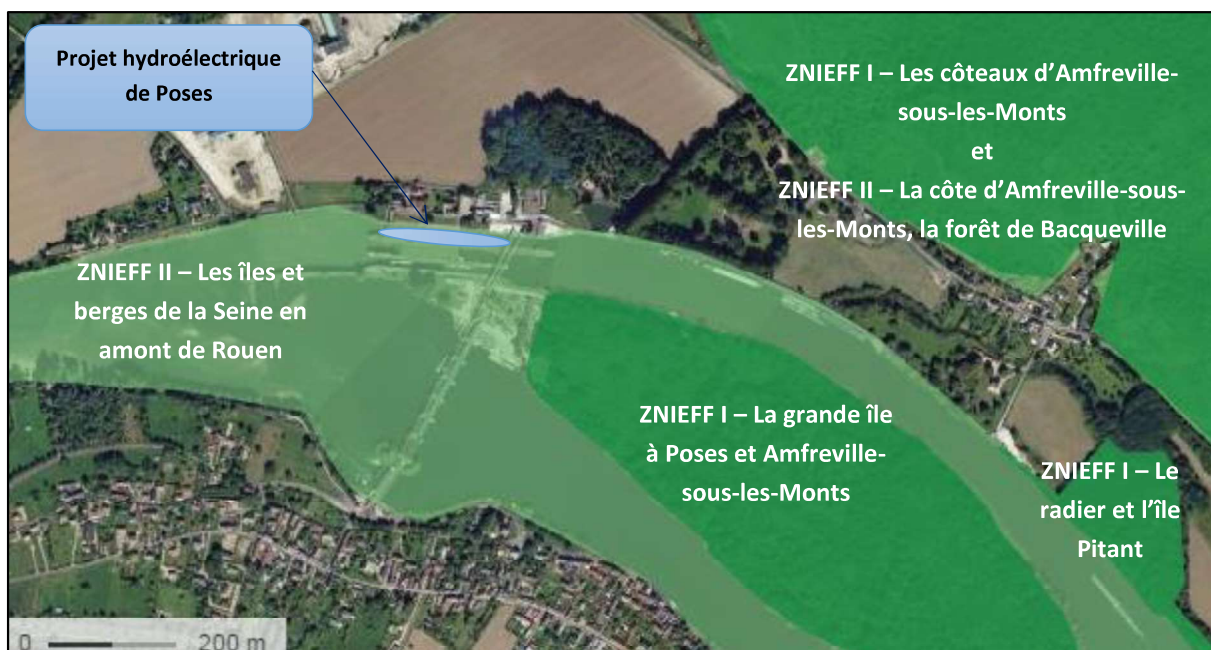 Projet hydroélectrique
de Poses
ZNIEFF I – Les côteaux d’Amfreville-
sous-les-Monts
et
ZNIEFF II – La côte d’Amfreville-sous-
les-Monts, la forêt de Bacqueville
ZNIEFF II – Les îles et
berges de la Seine en
amont de Rouen
ZNIEFF I – La grande île
à Poses et Amfreville-
sous-les-Monts
ZNIEFF I – Le
radier et l’île
Pitant
0 200 m